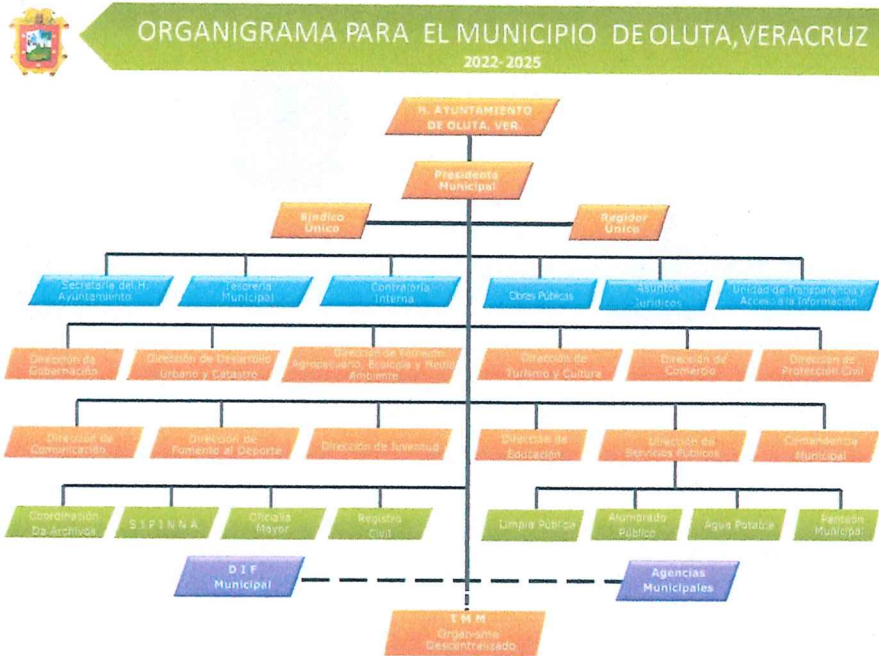 ORGANIGRAMA PARA EL MUNICIPIO DE OLUTA, VERACRUZ
2022-2025
H. AYUNTAMIENTO
DE OLUTA, VER.
Presidenta
Municipal
Síndico
Único
Regidor
Único
Secretaría del H.
Ayuntamiento
Tesorería
Municipal
Contraloría
Interna
Obras Públicas
Asuntos
Jurídicos
Unidad de Transparencia y
Acceso a la Información
Dirección de
Gobernación
Dirección de Desarrollo
Urbano y Catastro
Dirección de Fomento
Agropecuario, Ecología y Medio
Ambiente
Dirección de
Turismo y Cultura
Dirección de
Comercio
Dirección de
Protección Civil
Dirección de
Comunicación
Dirección de
Fomento al Deporte
Dirección de Juventud
Dirección de
Educación
Dirección de
Servicios Públicos
Comandancia
Municipal
Coordinación
De Archivos
S I P I N N A
Oficialía
Mayor
Registro
Civil
Limpia Pública
Alumbrado
Público
Agua Potable
Panteón
Municipal
D I F
Municipal
Agencias
Municipales
I M M
Organismo
Descentralizado